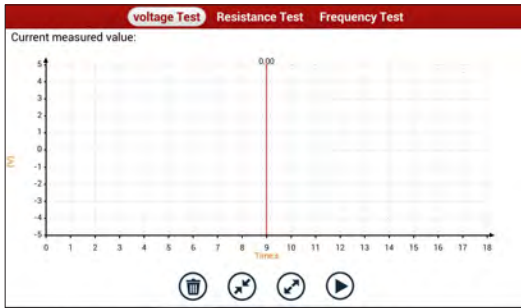 voltage Test Resistance Test Frequency Test
Current measured value:
0.00
5
4
3
2
1
0
-1
-2
-3
-4
-5
(V)
0 1 2 3 4 5 6 7 8 9 10 11 12 13 14 15 16 17 18
Time.s